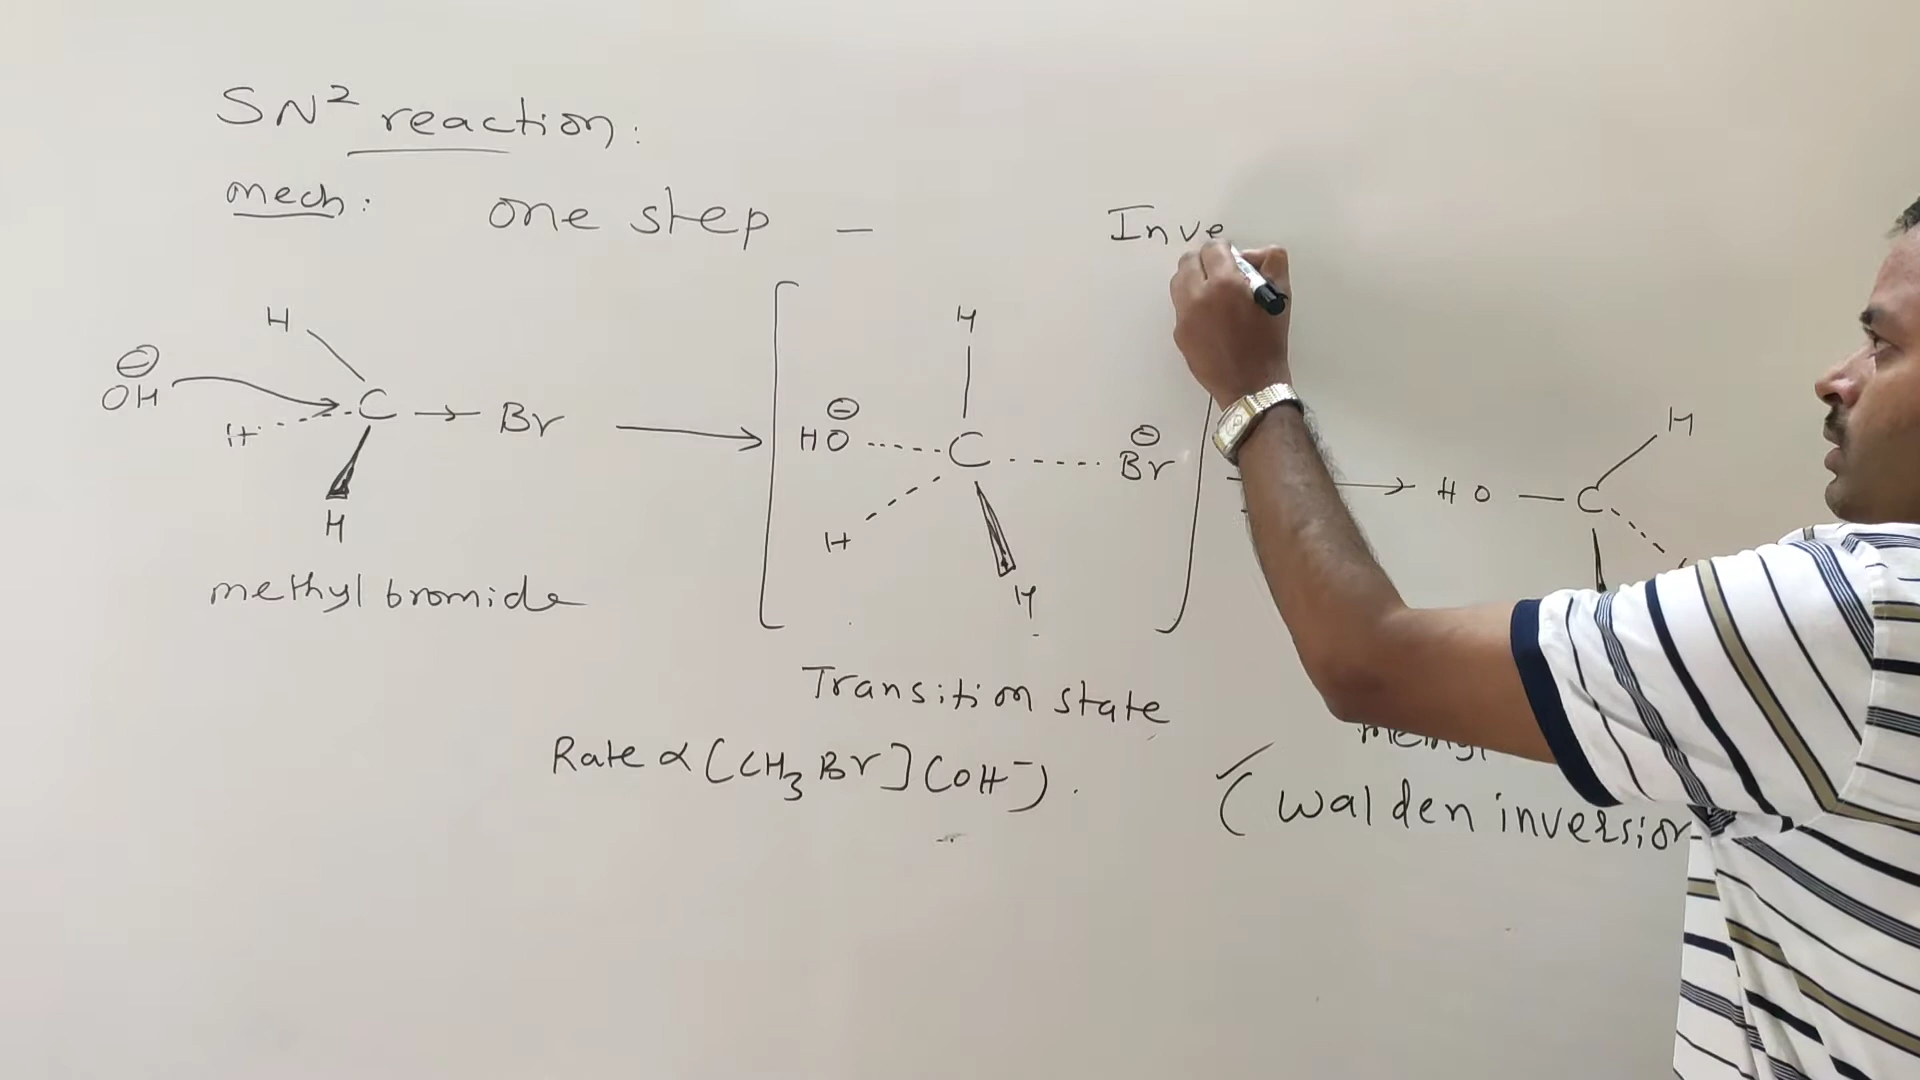 SN² reaction:
mech: one step –
Inve
H
⊖
OH
C
Br
H
H
methyl bromide
H
⊖
HO
C
⊖
Br
H
H
Transition state
H
HO
C
Rate ∝ [CH₃Br] (OH⁻).
(walden inversion